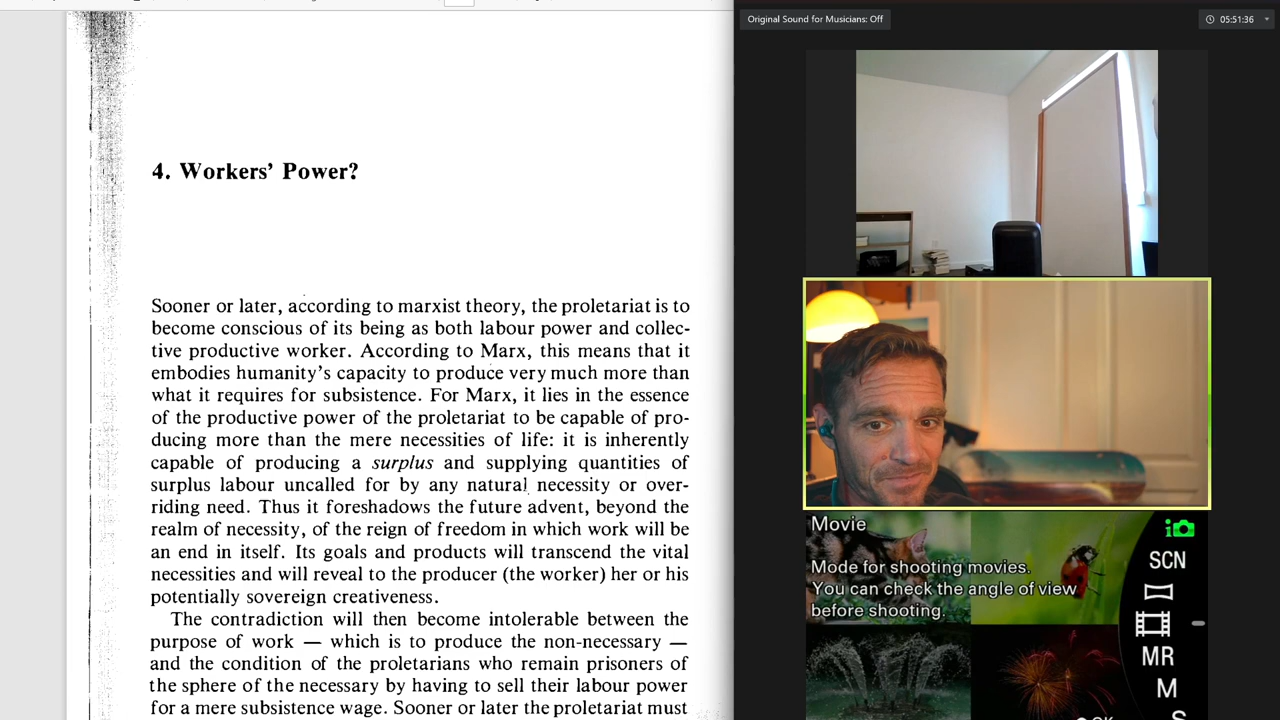 4. Workers' Power?
Sooner or later, according to marxist theory, the proletariat is to
become conscious of its being as both labour power and collec-
tive productive worker. According to Marx, this means that it
embodies humanity's capacity to produce very much more than
what it requires for subsistence. For Marx, it lies in the essence
of the productive power of the proletariat to be capable of pro-
ducing more than the mere necessities of life: it is inherently
capable of producing a surplus and supplying quantities of
surplus labour uncalled for by any natural necessity or over-
riding need. Thus it foreshadows the future advent, beyond the
realm of necessity, of the reign of freedom in which work will be
an end in itself. Its goals and products will transcend the vital
necessities and will reveal to the producer (the worker) her or his
potentially sovereign creativeness.
The contradiction will then become intolerable between the
purpose of work — which is to produce the non-necessary —
and the condition of the proletarians who remain prisoners of
the sphere of the necessary by having to sell their labour power
for a mere subsistence wage. Sooner or later the proletariat must
Original Sound for Musicians: Off
05:51:36
Movie
Mode for shooting movies.
You can check the angle of view
before shooting.
i
SCN
MR
M
S
OK